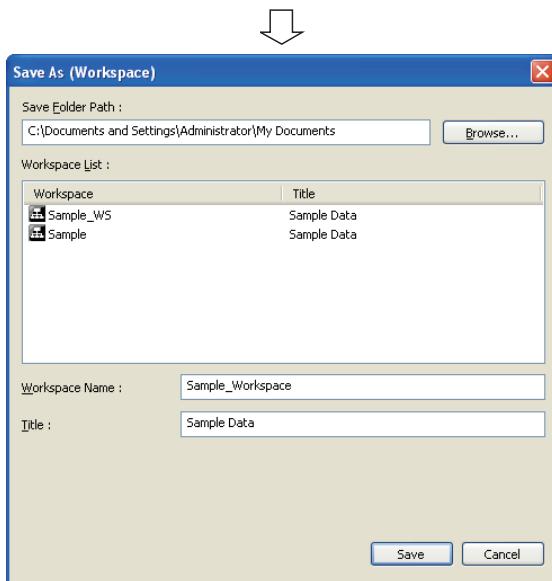 Save As (Workspace)
Save Folder Path :
C:\Documents and Settings\Administrator\My Documents
Browse...
Workspace List :
Workspace Title
Sample_WS Sample Data
Sample Sample Data
Workspace Name : Sample_Workspace
Title : Sample Data
Save Cancel